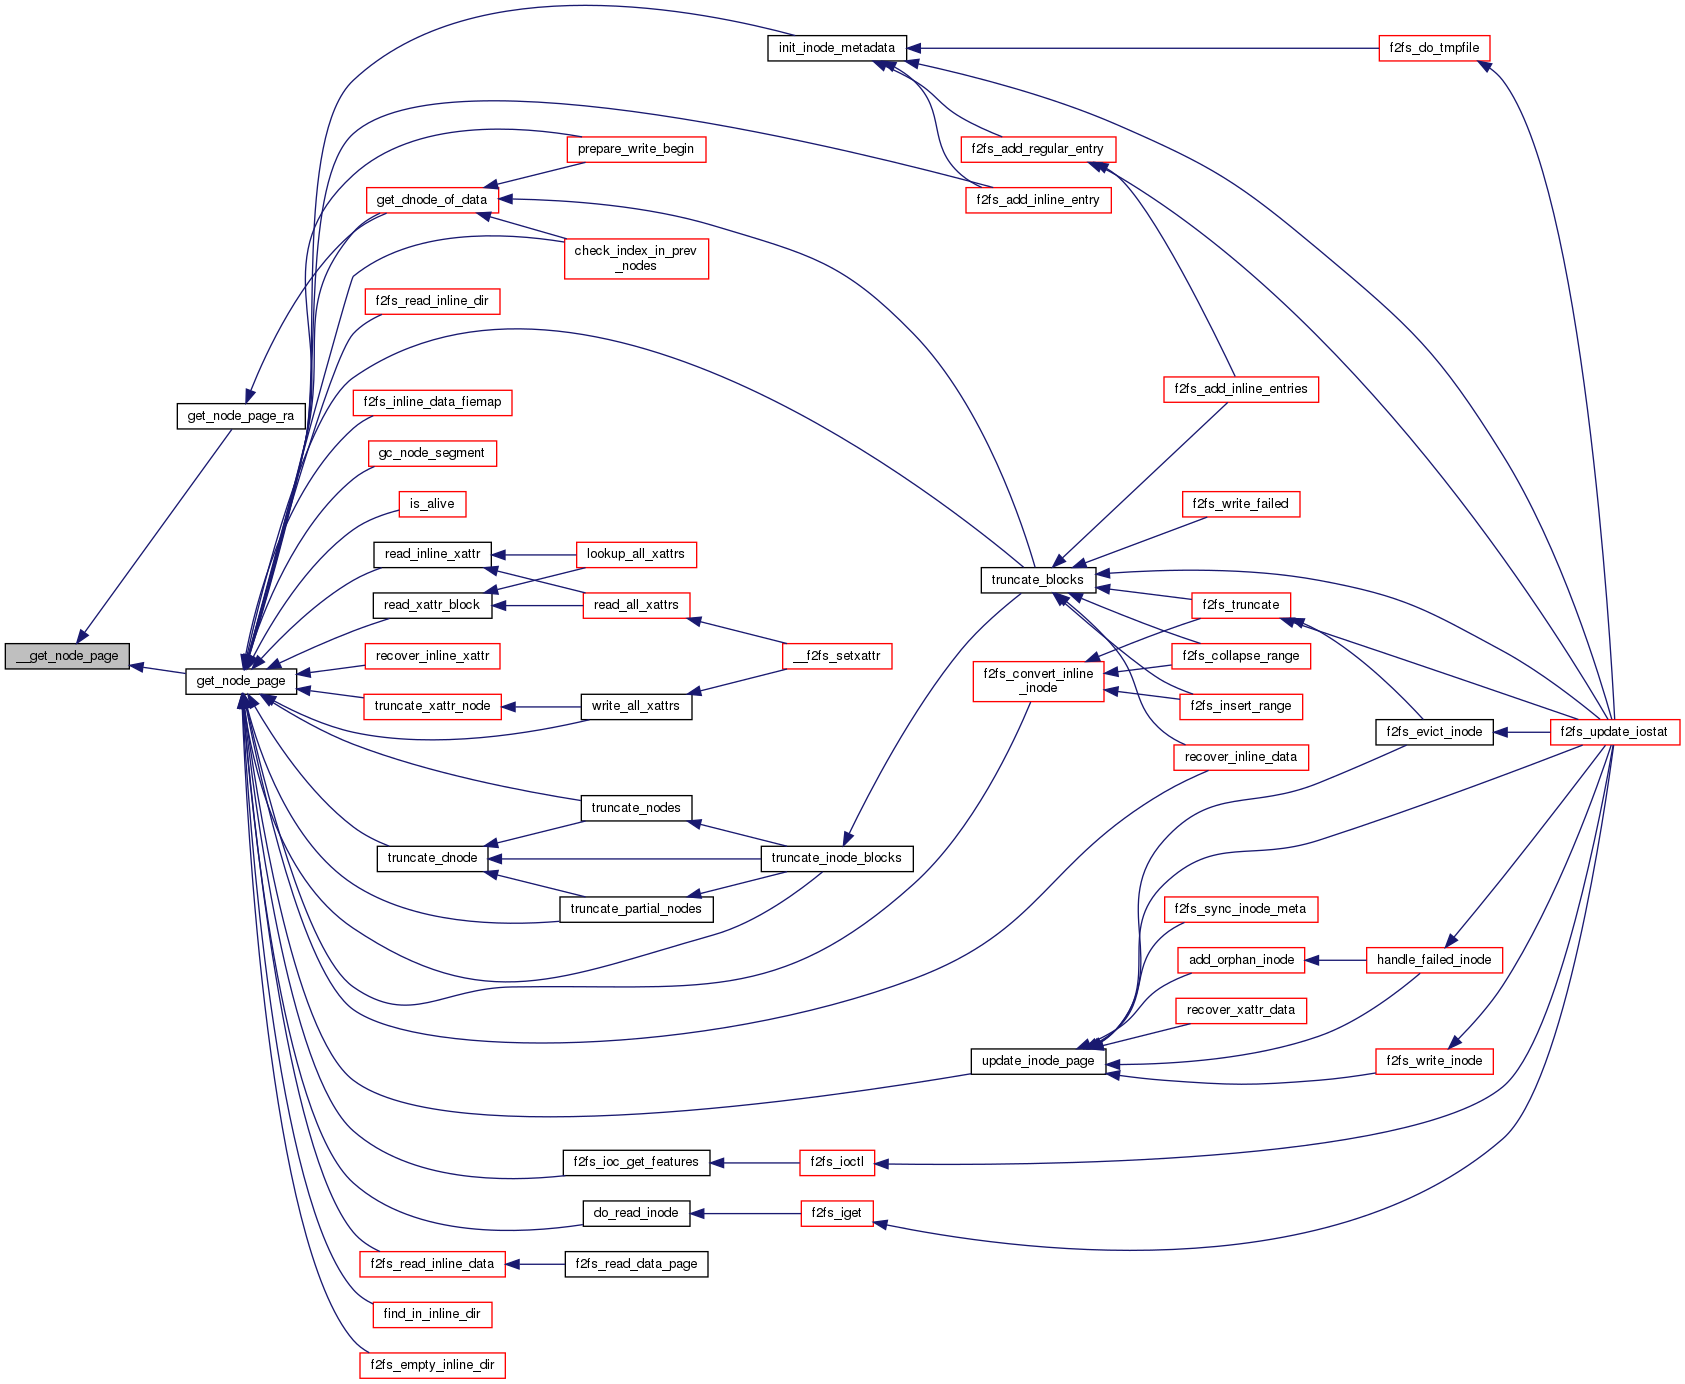 init_inode_metadata
f2fs_do_tmpfile
prepare_write_begin
f2fs_add_regular_entry
get_dnode_of_data
f2fs_add_inline_entry
check_index_in_prev
_nodes
f2fs_read_inline_dir
f2fs_add_inline_entries
f2fs_inline_data_fiemap
get_node_page_ra
gc_node_segment
is_alive
f2fs_write_failed
read_inline_xattr
lookup_all_xattrs
truncate_blocks
read_xattr_block
read_all_xattrs
f2fs_truncate
__get_node_page
recover_inline_xattr
__f2fs_setxattr
f2fs_collapse_range
get_node_page
f2fs_convert_inline
_inode
truncate_xattr_node
write_all_xattrs
f2fs_insert_range
f2fs_evict_inode
f2fs_update_iostat
recover_inline_data
truncate_nodes
truncate_dnode
truncate_inode_blocks
truncate_partial_nodes
f2fs_sync_inode_meta
add_orphan_inode
handle_failed_inode
recover_xattr_data
update_inode_page
f2fs_write_inode
f2fs_ioc_get_features
f2fs_ioctl
do_read_inode
f2fs_iget
f2fs_read_inline_data
f2fs_read_data_page
find_in_inline_dir
f2fs_empty_inline_dir